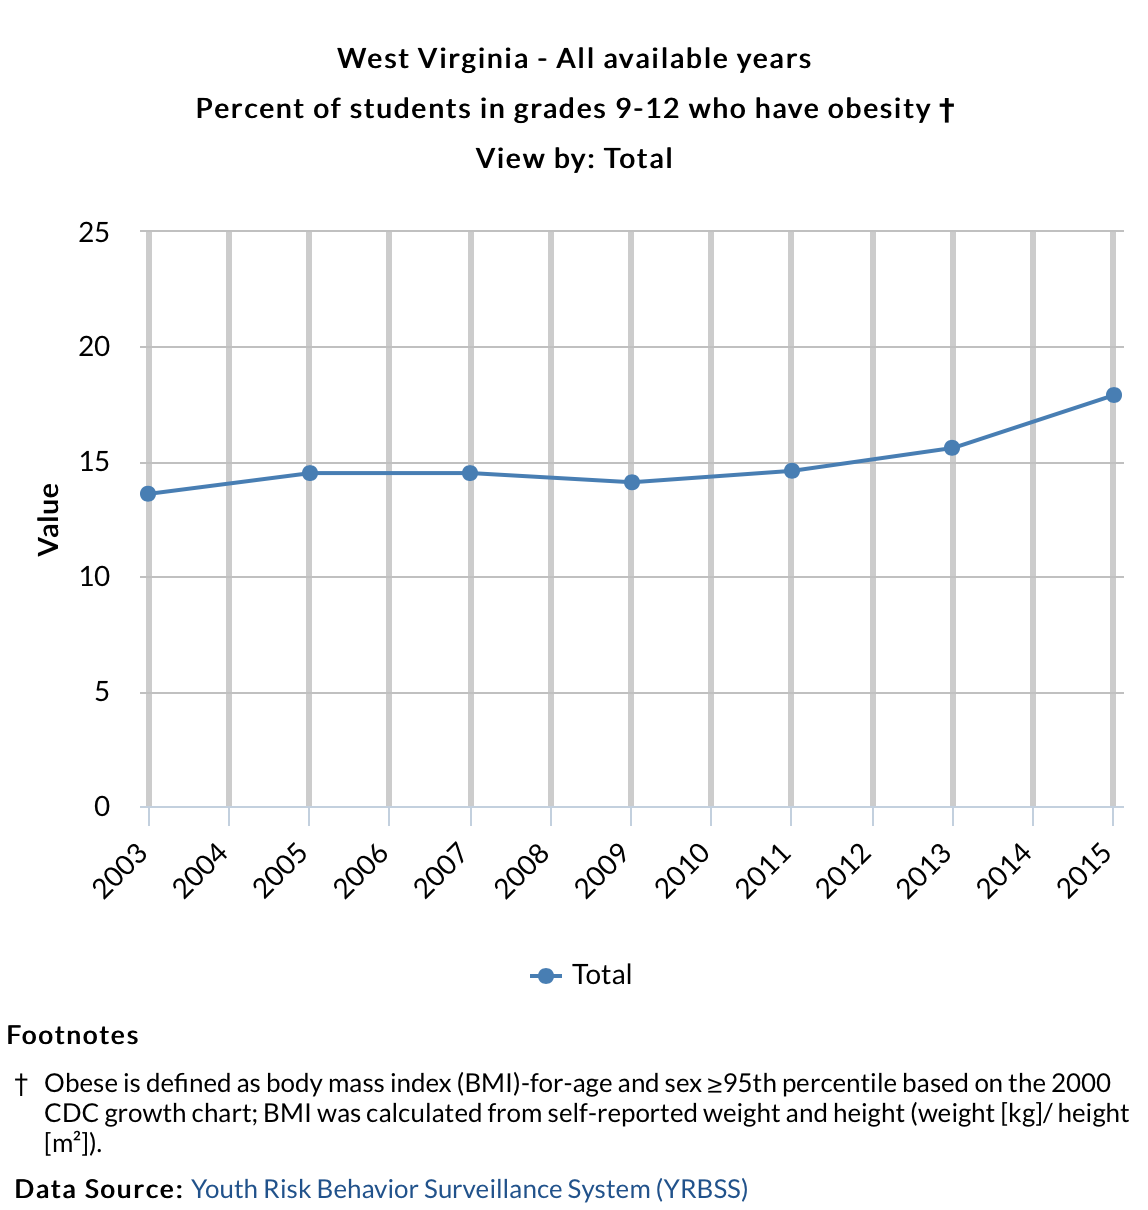 West Virginia - All available years
Percent of students in grades 9-12 who have obesity †
View by: Total
25
20
15
10
5
0
Value
2003
2004
2005
2006
2007
2008
2009
2010
2011
2012
2013
2014
2015
Total
Footnotes
† Obese is defined as body mass index (BMI)-for-age and sex ≥95th percentile based on the 2000
CDC growth chart; BMI was calculated from self-reported weight and height (weight [kg]/ height
[m²]).
Data Source: Youth Risk Behavior Surveillance System (YRBSS)